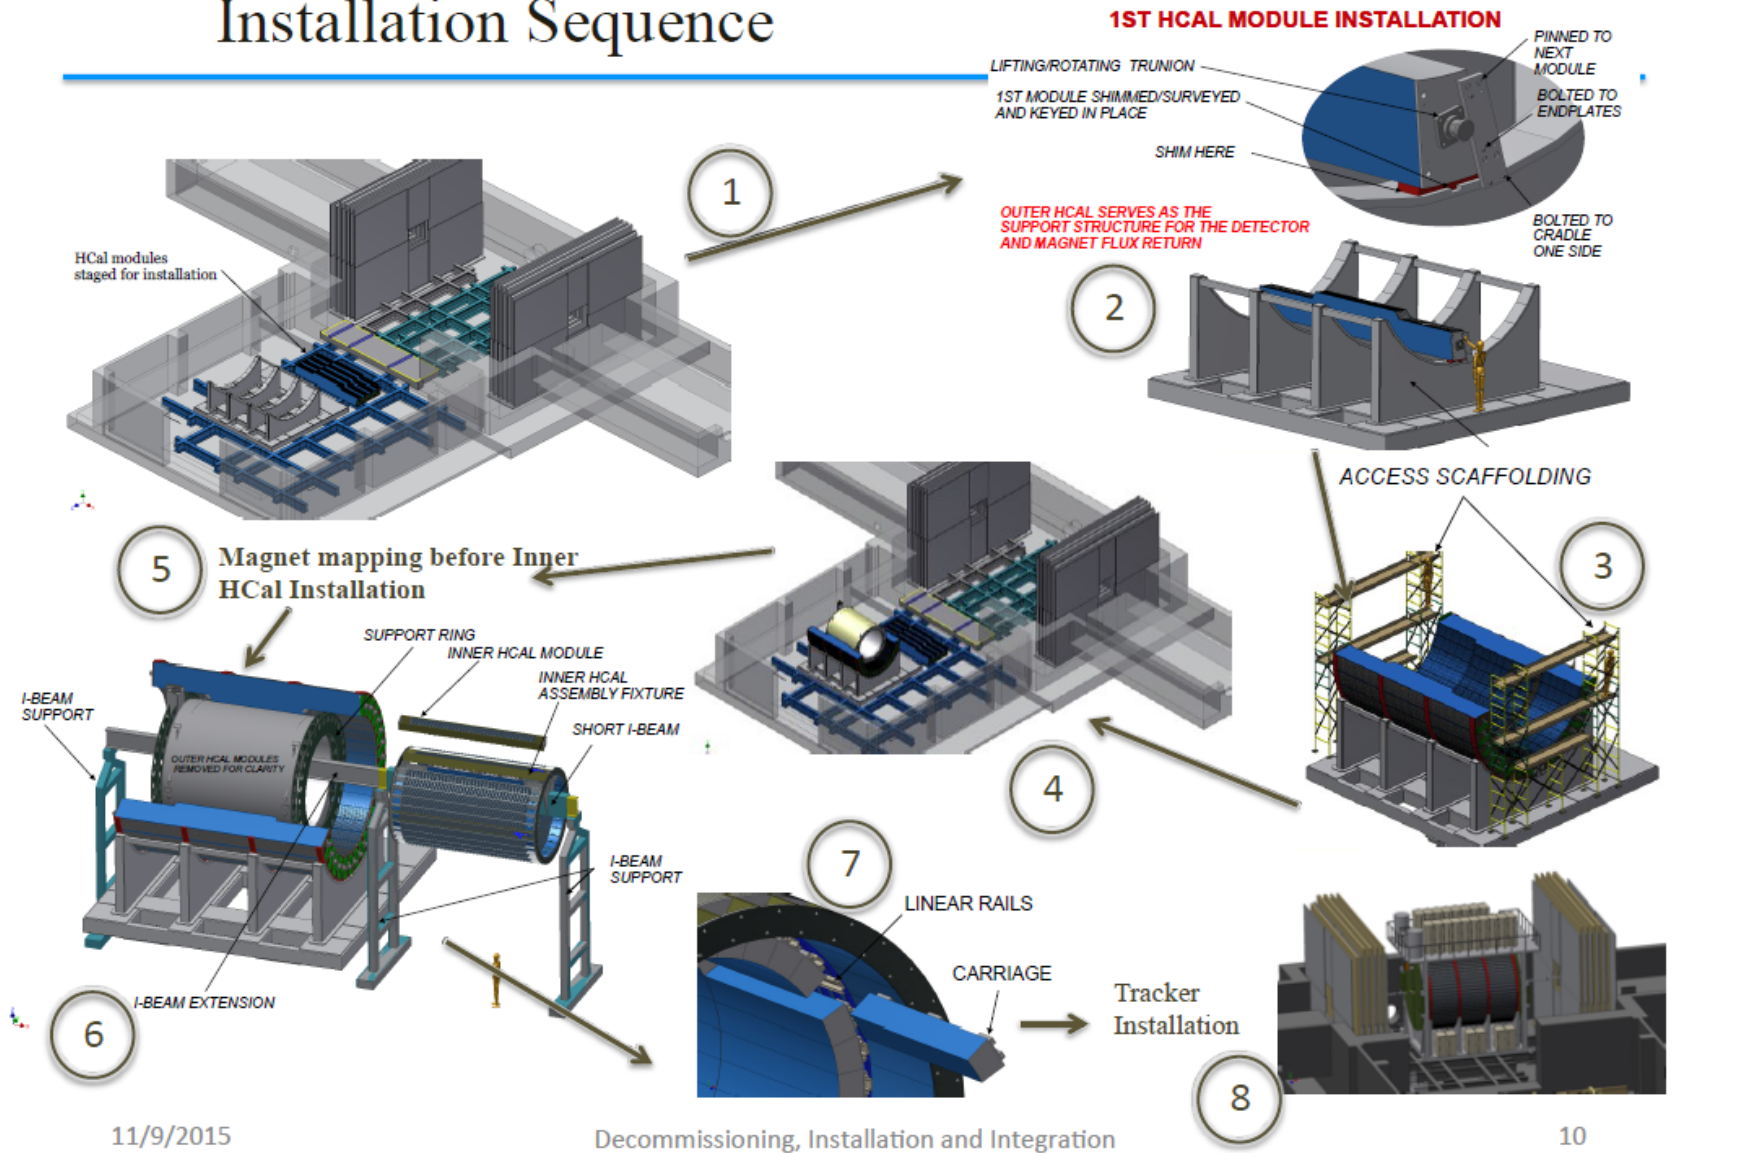 Installation Sequence
1ST HCAL MODULE INSTALLATION
PINNED TO
NEXT
MODULE
LIFTING/ROTATING TRUNION
1ST MODULE SHIMMED/SURVEYED
AND KEYED IN PLACE
BOLTED TO
ENDPLATES
SHIM HERE
1
OUTER HCAL SERVES AS THE
SUPPORT STRUCTURE FOR THE DETECTOR
AND MAGNET FLUX RETURN
BOLTED TO
CRADLE
ONE SIDE
HCal modules
staged for installation
2
ACCESS SCAFFOLDING
3
5
Magnet mapping before Inner
HCal Installation
4
SUPPORT RING
INNER HCAL MODULE
INNER HCAL
ASSEMBLY FIXTURE
I-BEAM
SUPPORT
SHORT I-BEAM
OUTER HCAL MODULES
REMOVED FOR CLARITY
I-BEAM
SUPPORT
I-BEAM EXTENSION
6
7
LINEAR RAILS
CARRIAGE
Tracker
Installation
8
11/9/2015
Decommissioning, Installation and Integration
10